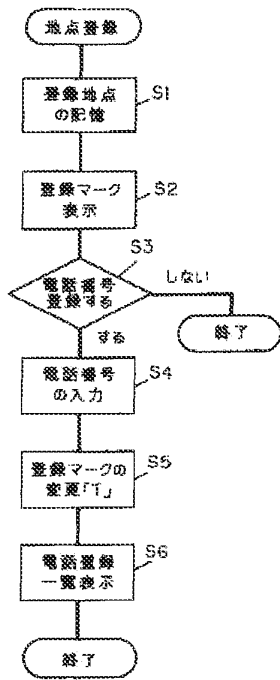 地点登録
登録地点
の記憶
S1
登録マーク
表示
S2
S3
電話番号
登録する
しない
終了
する
電話番号
の入力
S4
登録マークの
変更「T」
S5
電話登録
一覧表示
S6
終了